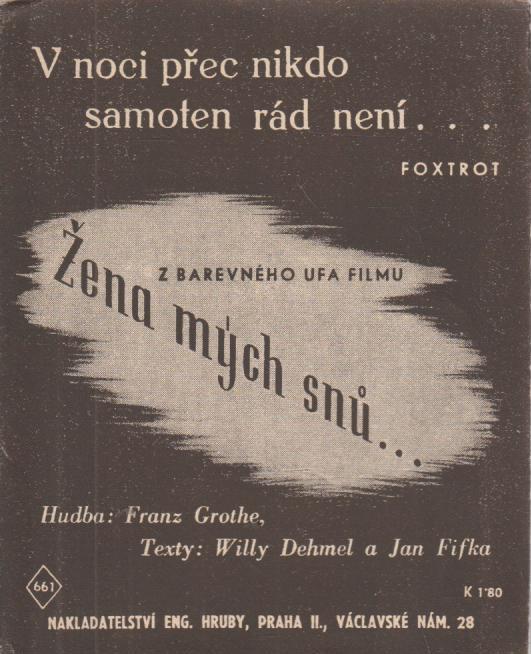 V noci přec nikdo
samoten rád není...
FOXTROT
Z BAREVNÉHO UFA FILMU
Žena mých snů...
Hudba: Franz Grothe,
Texty: Willy Dehmel a Jan Fifka
661
K 1'80
NAKLADATELSTVÍ ENG. HRUBY, PRAHA II., VÁCLAVSKÉ NÁM. 28